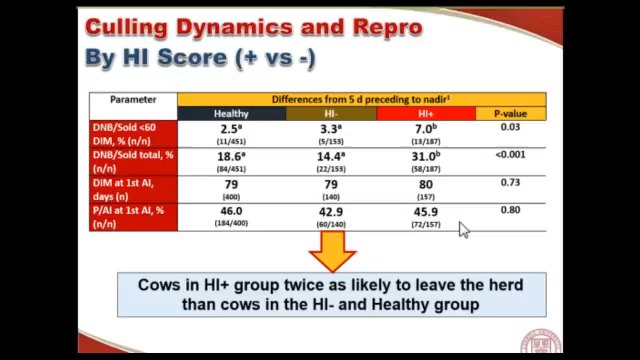 Culling Dynamics and Repro
By HI Score (+ vs -)
Parameter
Differences from 5 d preceding to nadir¹
Healthy HI- HI+ P-value
DNB/Sold <60 2.5ᵃ 3.3ᵃ 7.0ᵇ 0.03
DIM, % (n/n) (11/451) (5/153) (13/187)
DNB/Sold total, % 18.6ᵃ 14.4ᵃ 31.0ᵇ <0.001
(n/n) (84/451) (22/153) (58/187)
DIM at 1st AI, 79 79 80 0.73
days (n) (400) (140) (157)
P/AI at 1st AI, % 46.0 42.9 45.9 0.80
(n/n) (184/400) (60/140) (72/157)
Cows in HI+ group twice as likely to leave the herd
than cows in the HI- and Healthy group